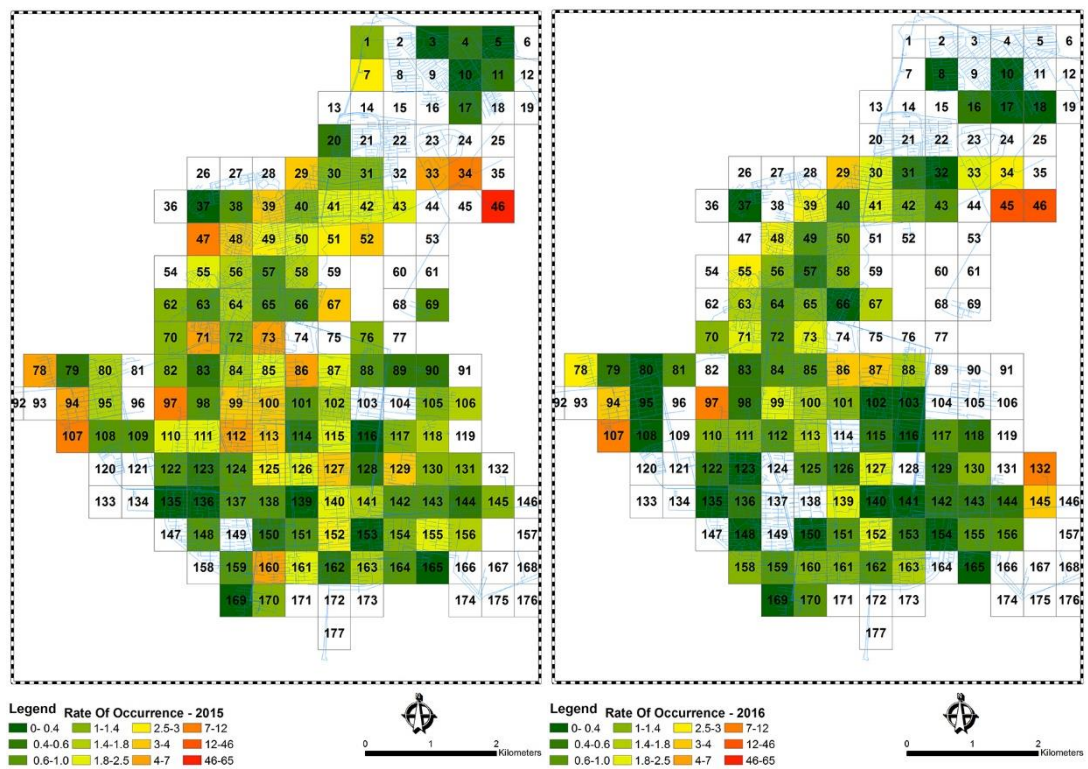 1 2 3 4 5 6
7 8 9 10 11 12
13 14 15 16 17 18 19
20 21 22 23 24 25
26 27 28 29 30 31 32 33 34 35
36 37 38 39 40 41 42 43 44 45 46
47 48 49 50 51 52 53
54 55 56 57 58 59 60 61
62 63 64 65 66 67 68 69
70 71 72 73 74 75 76 77
78 79 80 81 82 83 84 85 86 87 88 89 90 91
92 93 94 95 96 97 98 99 100 101 102 103 104 105 106
107 108 109 110 111 112 113 114 115 116 117 118 119
120 121 122 123 124 125 126 127 128 129 130 131 132
133 134 135 136 137 138 139 140 141 142 143 144 145 146
147 148 149 150 151 152 153 154 155 156 157
158 159 160 161 162 163 164 165 166 167 168
169 170 171 172 173 174 175 176
177
Legend Rate Of Occurrence - 2015
0- 0.4 1-1.4 2.5-3 7-12
0.4-0.6 1.4-1.8 3-4 12-46
0.6-1.0 1.8-2.5 4-7 46-65
0 1 2
Kilometers
1 2 3 4 5 6
7 8 9 10 11 12
13 14 15 16 17 18 19
20 21 22 23 24 25
26 27 28 29 30 31 32 33 34 35
36 37 38 39 40 41 42 43 44 45 46
47 48 49 50 51 52 53
54 55 56 57 58 59 60 61
62 63 64 65 66 67 68 69
70 71 72 73 74 75 76 77
78 79 80 81 82 83 84 85 86 87 88 89 90 91
92 93 94 95 96 97 98 99 100 101 102 103 104 105 106
107 108 109 110 111 112 113 114 115 116 117 118 119
120 121 122 123 124 125 126 127 128 129 130 131 132
133 134 135 136 137 138 139 140 141 142 143 144 145 146
147 148 149 150 151 152 153 154 155 156 157
158 159 160 161 162 163 164 165 166 167 168
169 170 171 172 173 174 175 176
177
Legend Rate Of Occurrence - 2016
0- 0.4 1-1.4 2.5-3 7-12
0.4-0.6 1.4-1.8 3-4 12-46
0.6-1.0 1.8-2.5 4-7 46-65
0 1 2
Kilometers